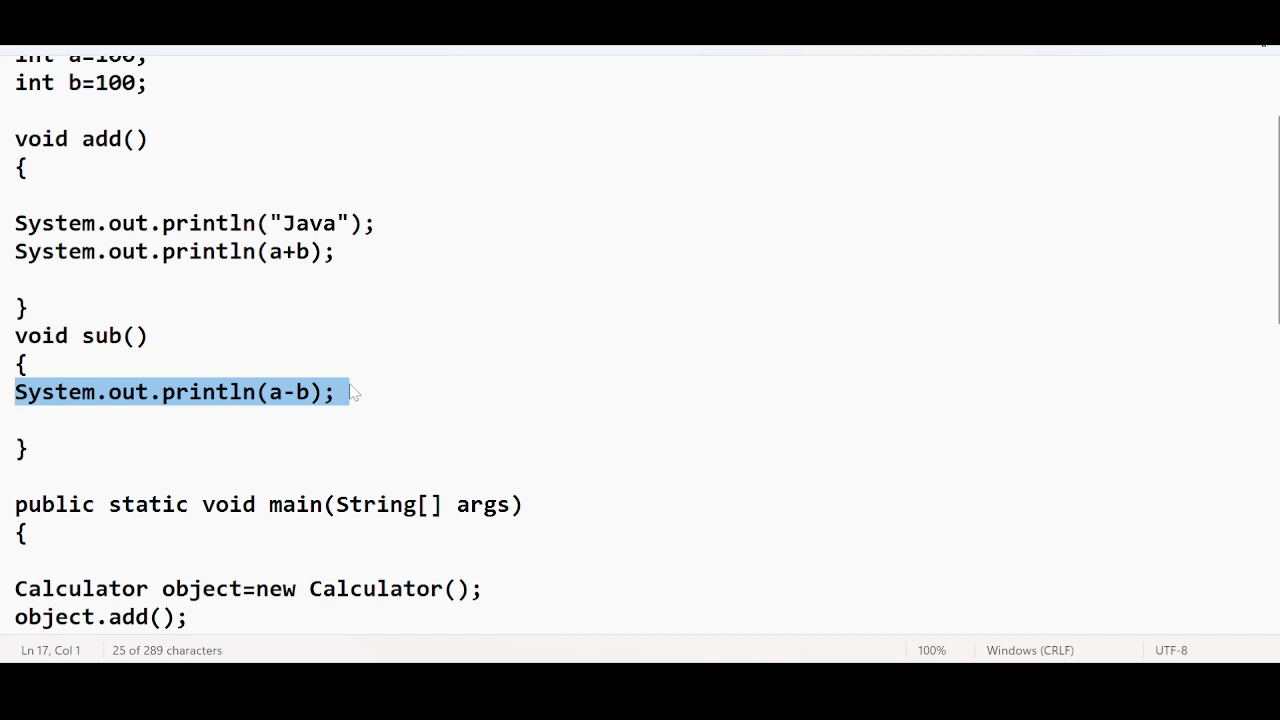 int a=100;
int b=100;
void add()
{
System.out.println("Java");
System.out.println(a+b);
}
void sub()
{
System.out.println(a-b);
}
public static void main(String[] args)
{
Calculator object=new Calculator();
object.add();
Ln 17, Col 1 25 of 289 characters 100% Windows (CRLF) UTF-8